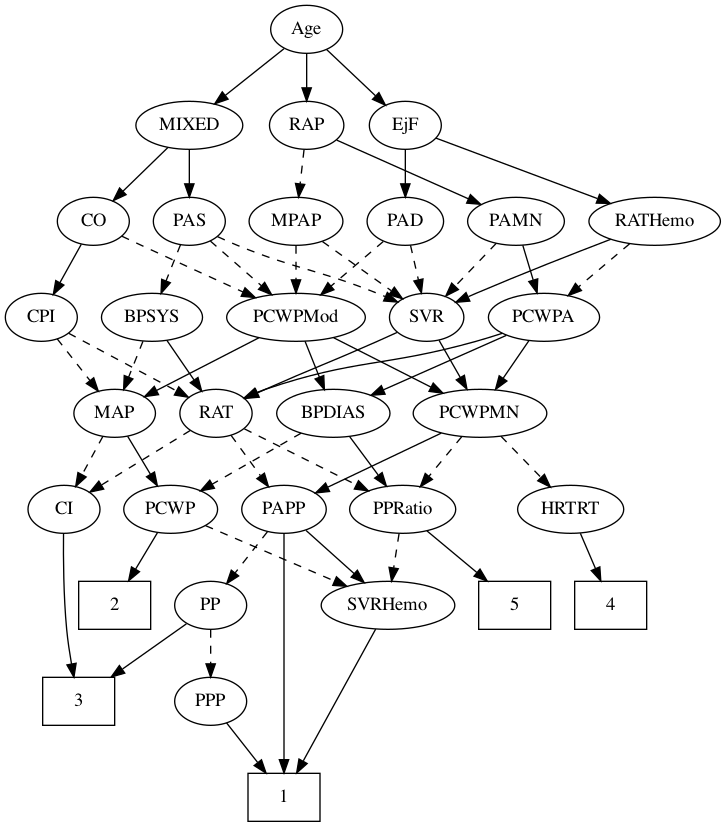 Age
MIXED RAP EjF
CO PAS MPAP PAD PAMN RATHemo
CPI BPSYS PCWPMod SVR PCWPA
MAP RAT BPDIAS PCWPMN
CI PCWP PAPP PPRatio HRTRT
2 PP SVRHemo 5 4
3 PPP
1